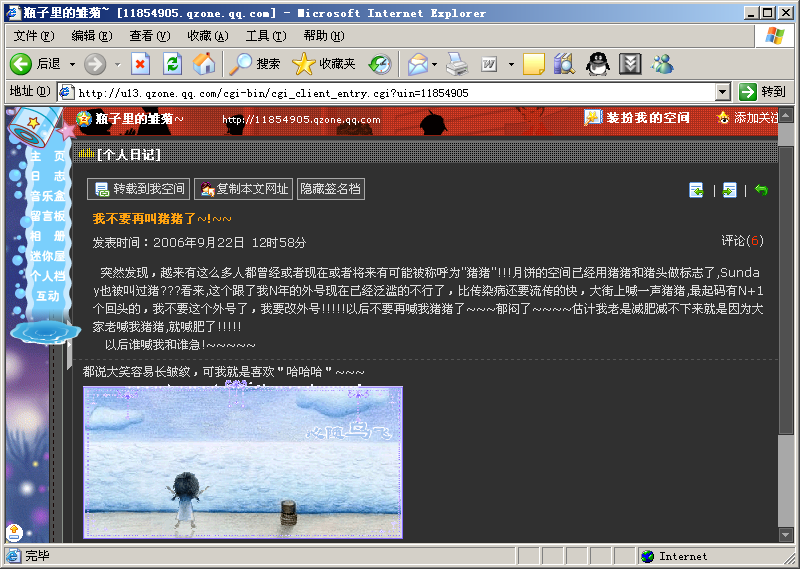 瓶子里的雏菊~ [11854905.qzone.qq.com] - Microsoft Internet Explorer
文件(F) 编辑(E) 查看(V) 收藏(A) 工具(T) 帮助(H)
后退 搜索 收藏夹
地址(D) http://u13.qzone.qq.com/cgi-bin/cgi_client_entry.cgi?uin=11854905 转到
瓶子里的雏菊~ http://11854905.qzone.qq.com 装扮我的空间 添加关注
主 页
日 志
音乐盒
留言板
相 册
迷你屋
个人档
互动
[个人日记]
转载到我空间 复制本文网址 隐藏签名档
我不要再叫猪猪了~!~~
发表时间:2006年9月22日 12时58分 评论(6)
突然发现,越来有这么多人都曾经或者现在或者将来有可能被称呼为"猪猪"!!!月饼的空间已经用猪猪和猪头做标志了,Sunda
y也被叫过猪???看来,这个跟了我N年的外号现在已经泛滥的不行了,比传染病还要流传的快,大街上喊一声猪猪,最起码有N+1
个回头的,我不要这个外号了,我要改外号!!!!!以后不要再喊我猪猪了~~~郁闷了~~~~估计我老是减肥减不下来就是因为大
家老喊我猪猪,就喊肥了!!!!!
以后谁喊我和谁急!~~~~~
都说大笑容易长皱纹,可我就是喜欢"哈哈哈"~~~
心随鸟飞
完毕 Internet